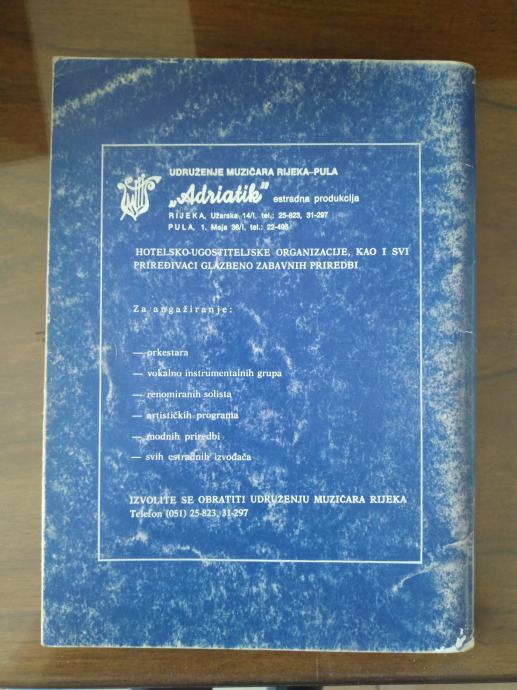 UDRUŽENJE MUZIČARA RIJEKA-PULA
„Adriatik” estradna produkcija
RIJEKA, Užarska 14/I, tel.: 25-823, 31-297
PULA, 1. Maja 36/I, tel.: 22-406
HOTELSKO-UGOSTITELJSKE ORGANIZACIJE, KAO I SVI
PRIREĐIVAČI GLAZBENO ZABAVNIH PRIREDBI
Za angažiranje:
— orkestara
— vokalno instrumentalnih grupa
— renomiranih solista
— artističkih programa
— modnih priredbi
— svih estradnih izvođača
IZVOLITE SE OBRATITI UDRUŽENJU MUZIČARA RIJEKA
Telefon (051) 25-823, 31-297